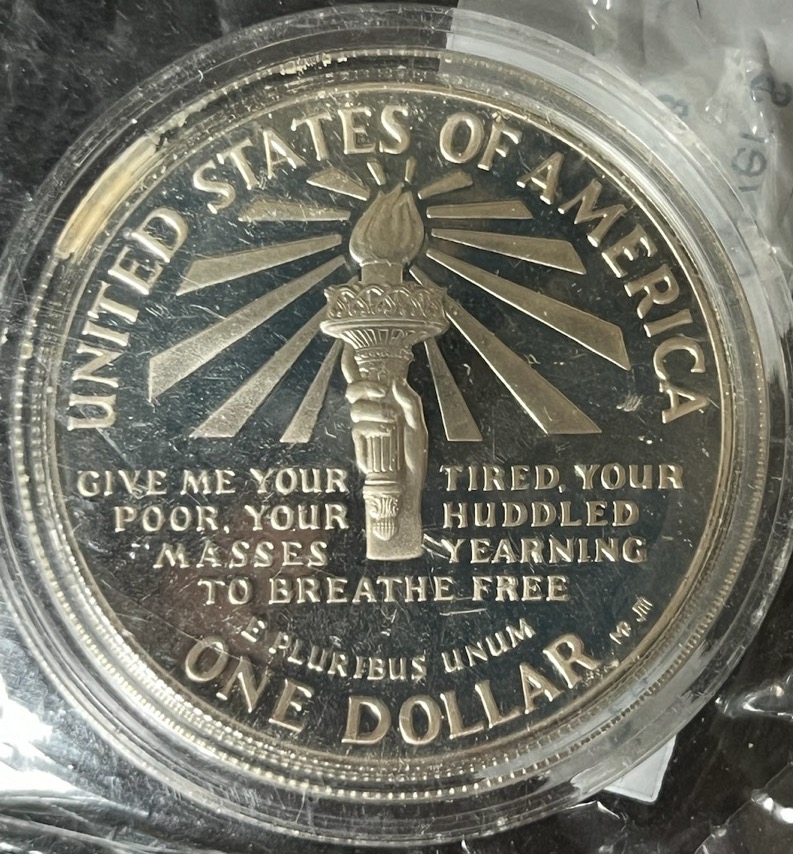 UNITED STATES OF AMERICA
GIVE ME YOUR TIRED, YOUR
POOR, YOUR HUDDLED
MASSES YEARNING
TO BREATHE FREE
E PLURIBUS UNUM
ONE DOLLAR